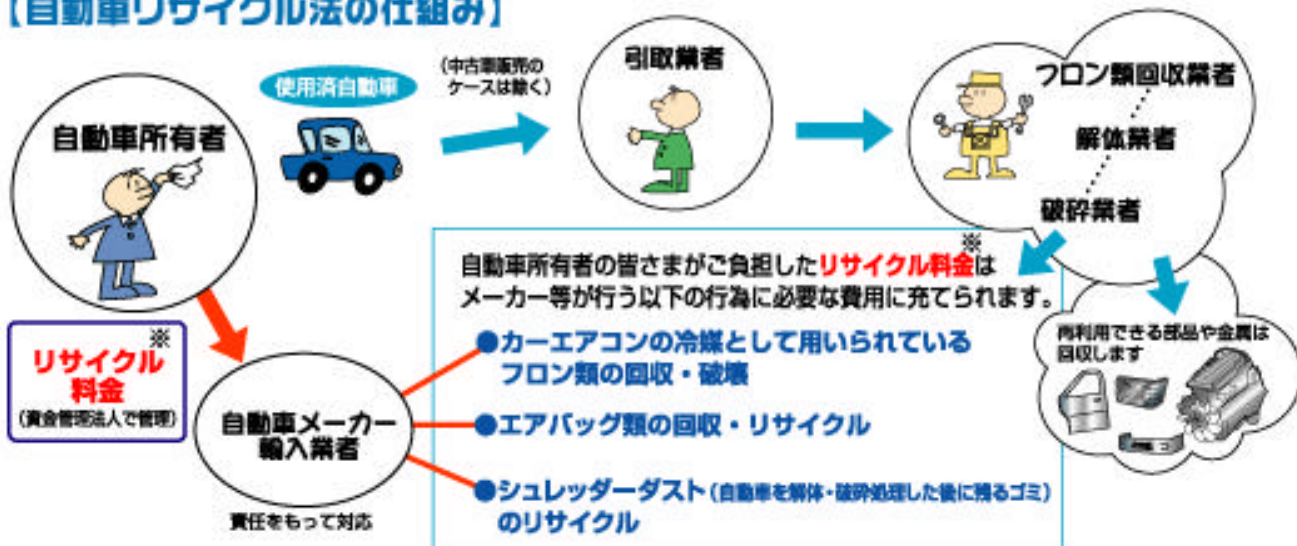 【自動車リサイクル法の仕組み】
自動車所有者
使用済自動車
(中古車販売の
ケースは除く)
引取業者
フロン類回収業者
解体業者
破砕業者
※
リサイクル
料金
(資金管理法人で管理)
自動車メーカー
輸入業者
責任をもって対応
※
自動車所有者の皆さまがご負担したリサイクル料金は
メーカー等が行う以下の行為に必要な費用に充てられます。
●カーエアコンの冷媒として用いられている
フロン類の回収・破壊
●エアバッグ類の回収・リサイクル
●シュレッダーダスト(自動車を解体・破砕処理した後に残るゴミ)
のリサイクル
再利用できる部品や金属は
回収します